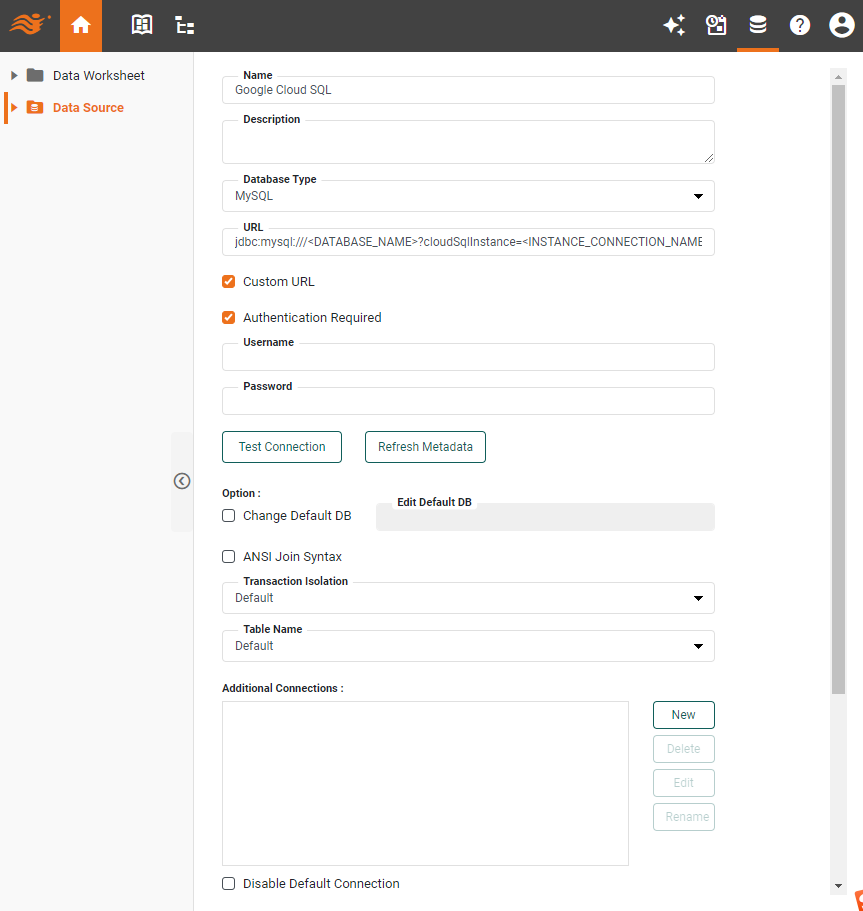 Data Worksheet
Data Source
Name
Google Cloud SQL
Description
Database Type
MySQL
URL
jdbc:mysql:///<DATABASE_NAME>?cloudSqlInstance=<INSTANCE_CONNECTION_NAME
Custom URL
Authentication Required
Username
Password
Test Connection Refresh Metadata
Option :
Change Default DB
Edit Default DB
ANSI Join Syntax
Transaction Isolation
Default
Table Name
Default
Additional Connections :
New
Delete
Edit
Rename
Disable Default Connection